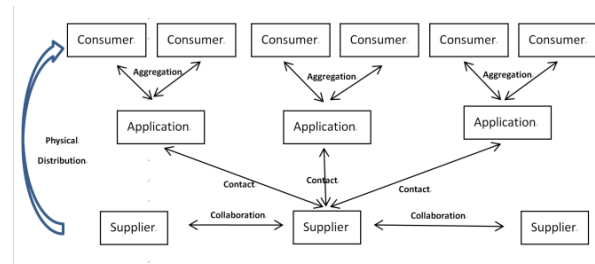 Consumer Consumer Consumer Consumer Consumer Consumer
Aggregation Aggregation Aggregation
Application Application Application
Physical
Distribution
Contact Contact Contact
Collaboration Collaboration
Supplier Supplier Supplier